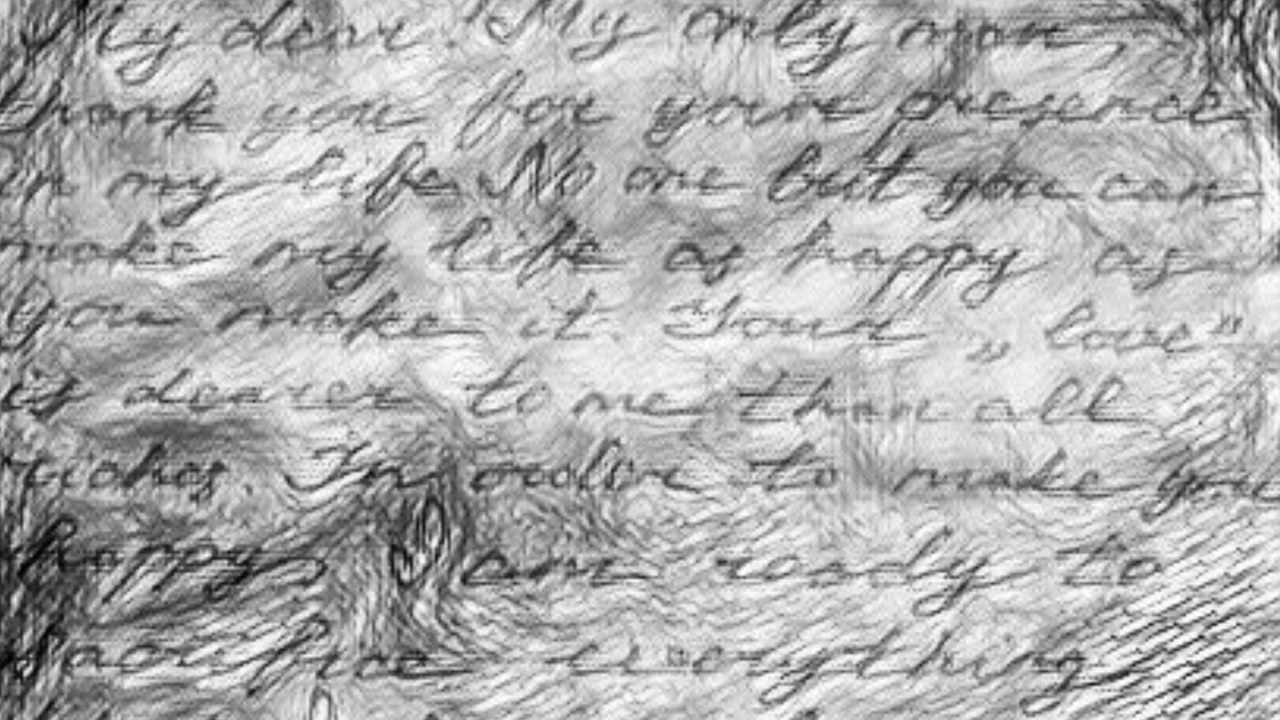 My dear! My only man,
thank you for your presence
in my life. No one but you can
make my life as happy as
you make it. Your „love"
is dearer to me than all
riches. In order to make you
happy, I am ready to
sacrifice everything